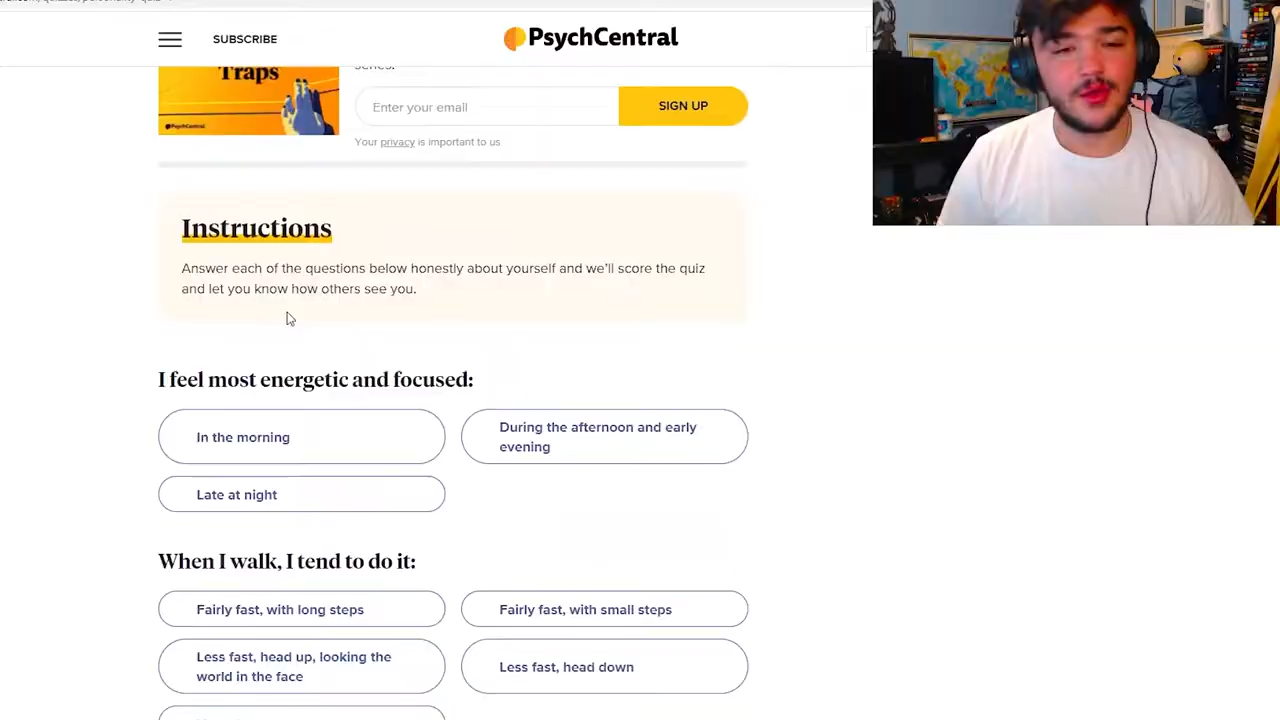 SUBSCRIBE
PsychCentral
Traps
PsychCentral
series.
Enter your email
SIGN UP
Your privacy is important to us
Instructions
Answer each of the questions below honestly about yourself and we'll score the quiz
and let you know how others see you.
I feel most energetic and focused:
In the morning
During the afternoon and early
evening
Late at night
When I walk, I tend to do it:
Fairly fast, with long steps
Fairly fast, with small steps
Less fast, head up, looking the
world in the face
Less fast, head down